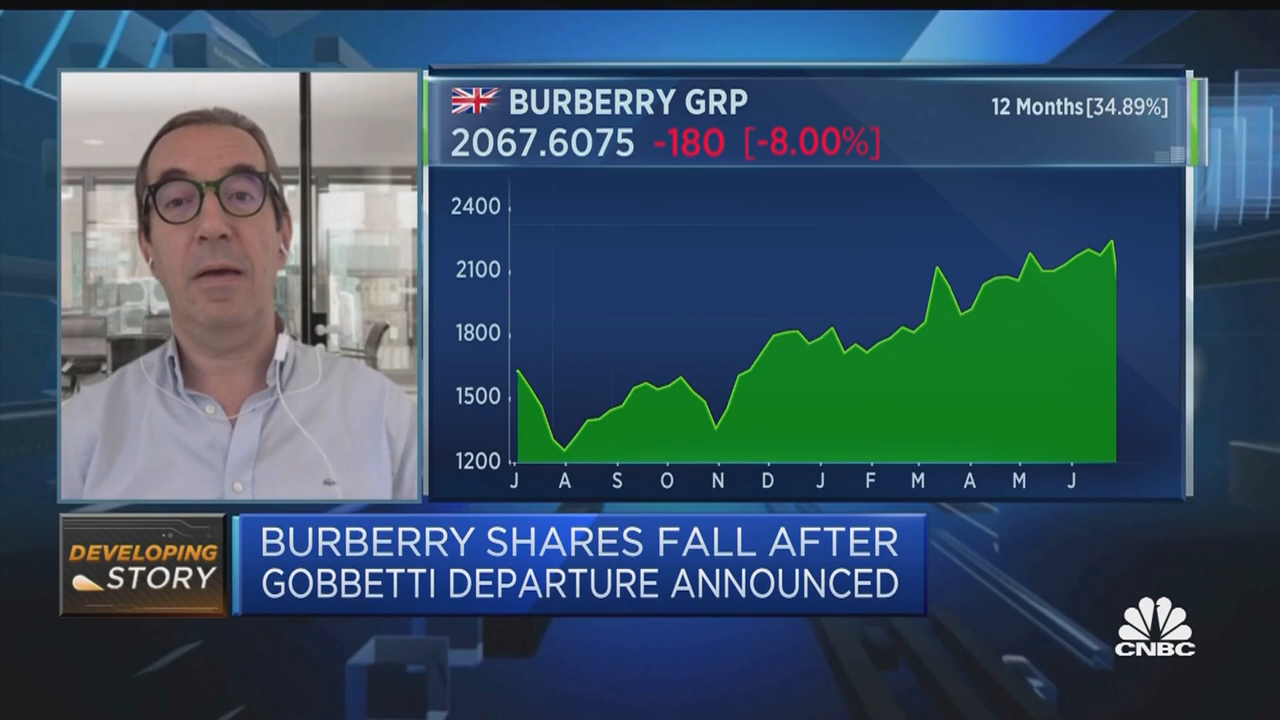 BURBERRY GRP
12 Months[34.89%]
2067.6075 -180 [-8.00%]
2400
2100
1800
1500
1200
J A S O N D J F M A M J
DEVELOPING
STORY
BURBERRY SHARES FALL AFTER
GOBBETTI DEPARTURE ANNOUNCED
CNBC